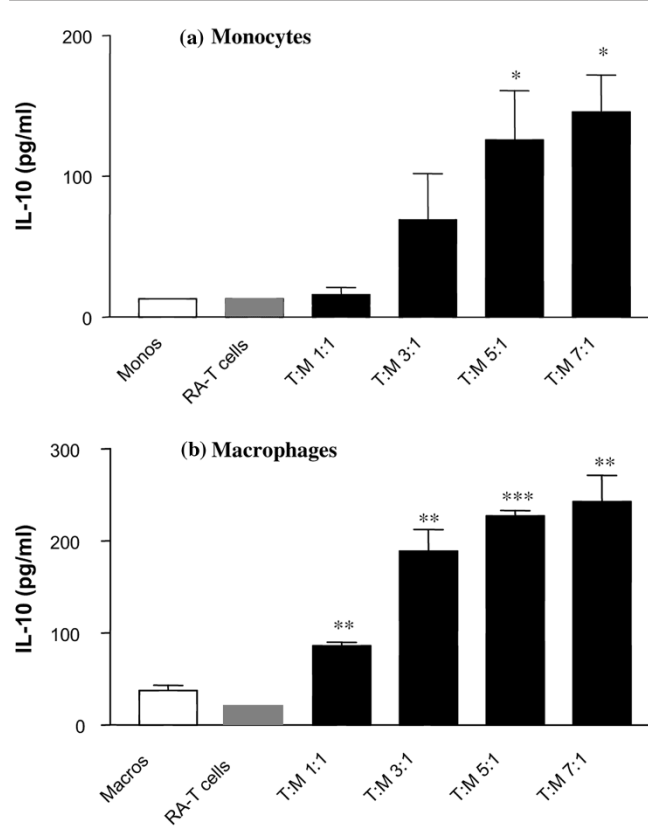 (a) Monocytes
IL-10 (pg/ml)
200
100
0
*
*
Monos
RA-T cells
T:M 1:1
T:M 3:1
T:M 5:1
T:M 7:1
(b) Macrophages
IL-10 (pg/ml)
300
200
100
0
**
**
***
**
Macros
RA-T cells
T:M 1:1
T:M 3:1
T:M 5:1
T:M 7:1